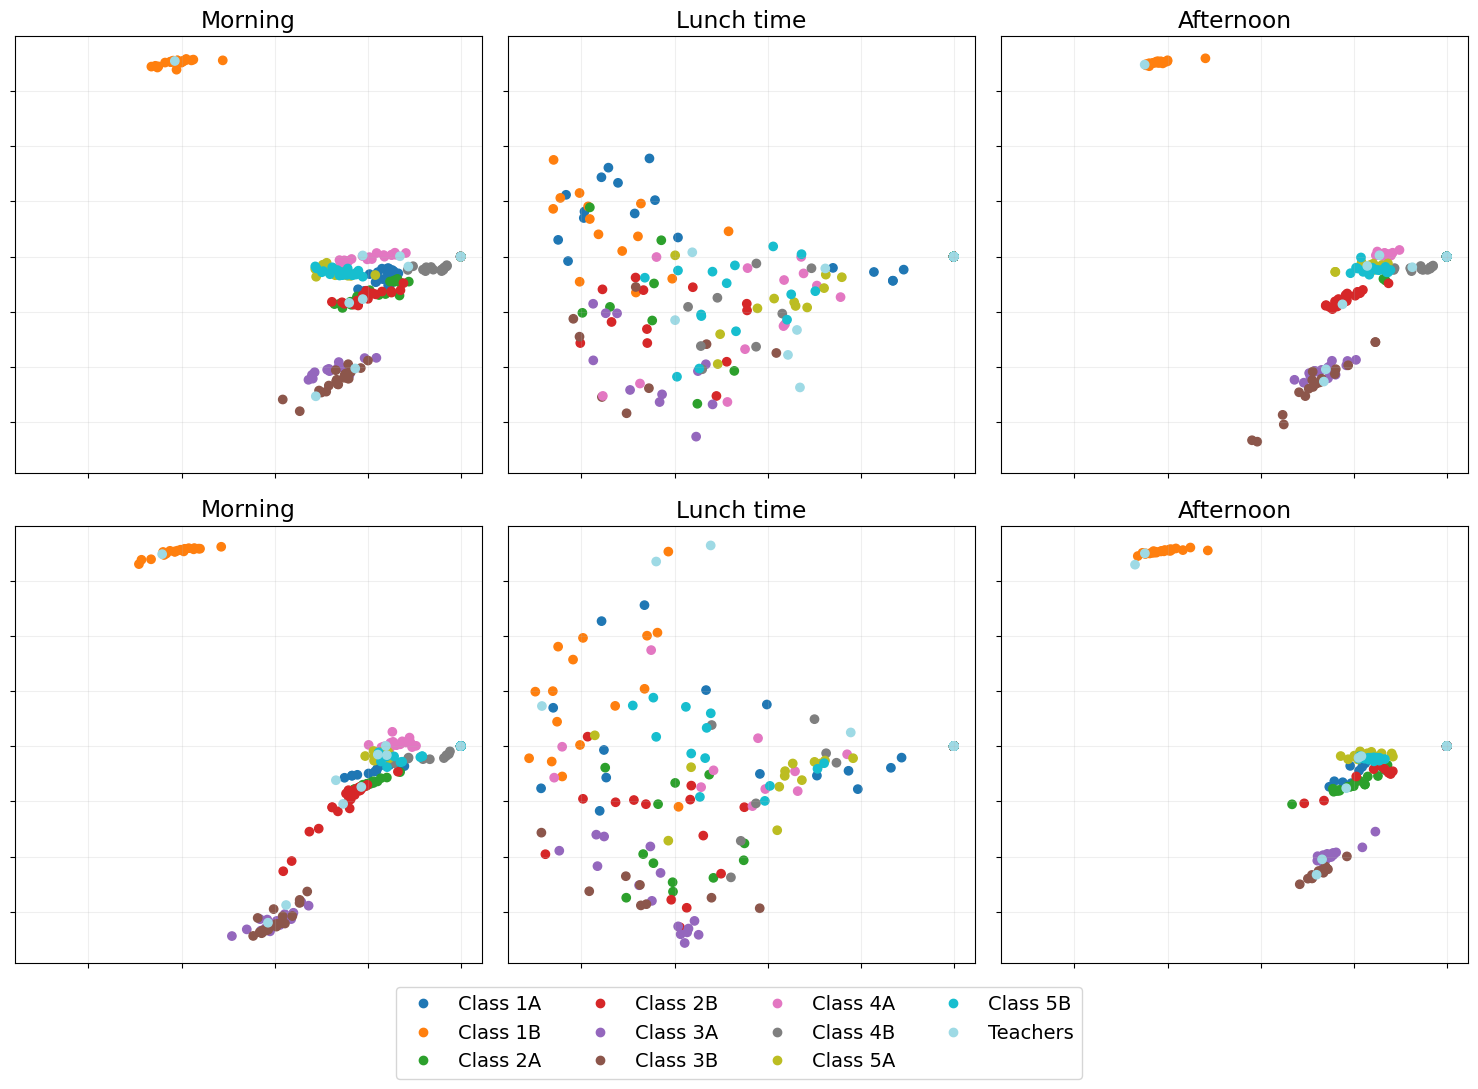 Morning Lunch time Afternoon
Morning Lunch time Afternoon
Class 1A Class 2B Class 4A Class 5B
Class 1B Class 3A Class 4B Teachers
Class 2A Class 3B Class 5A